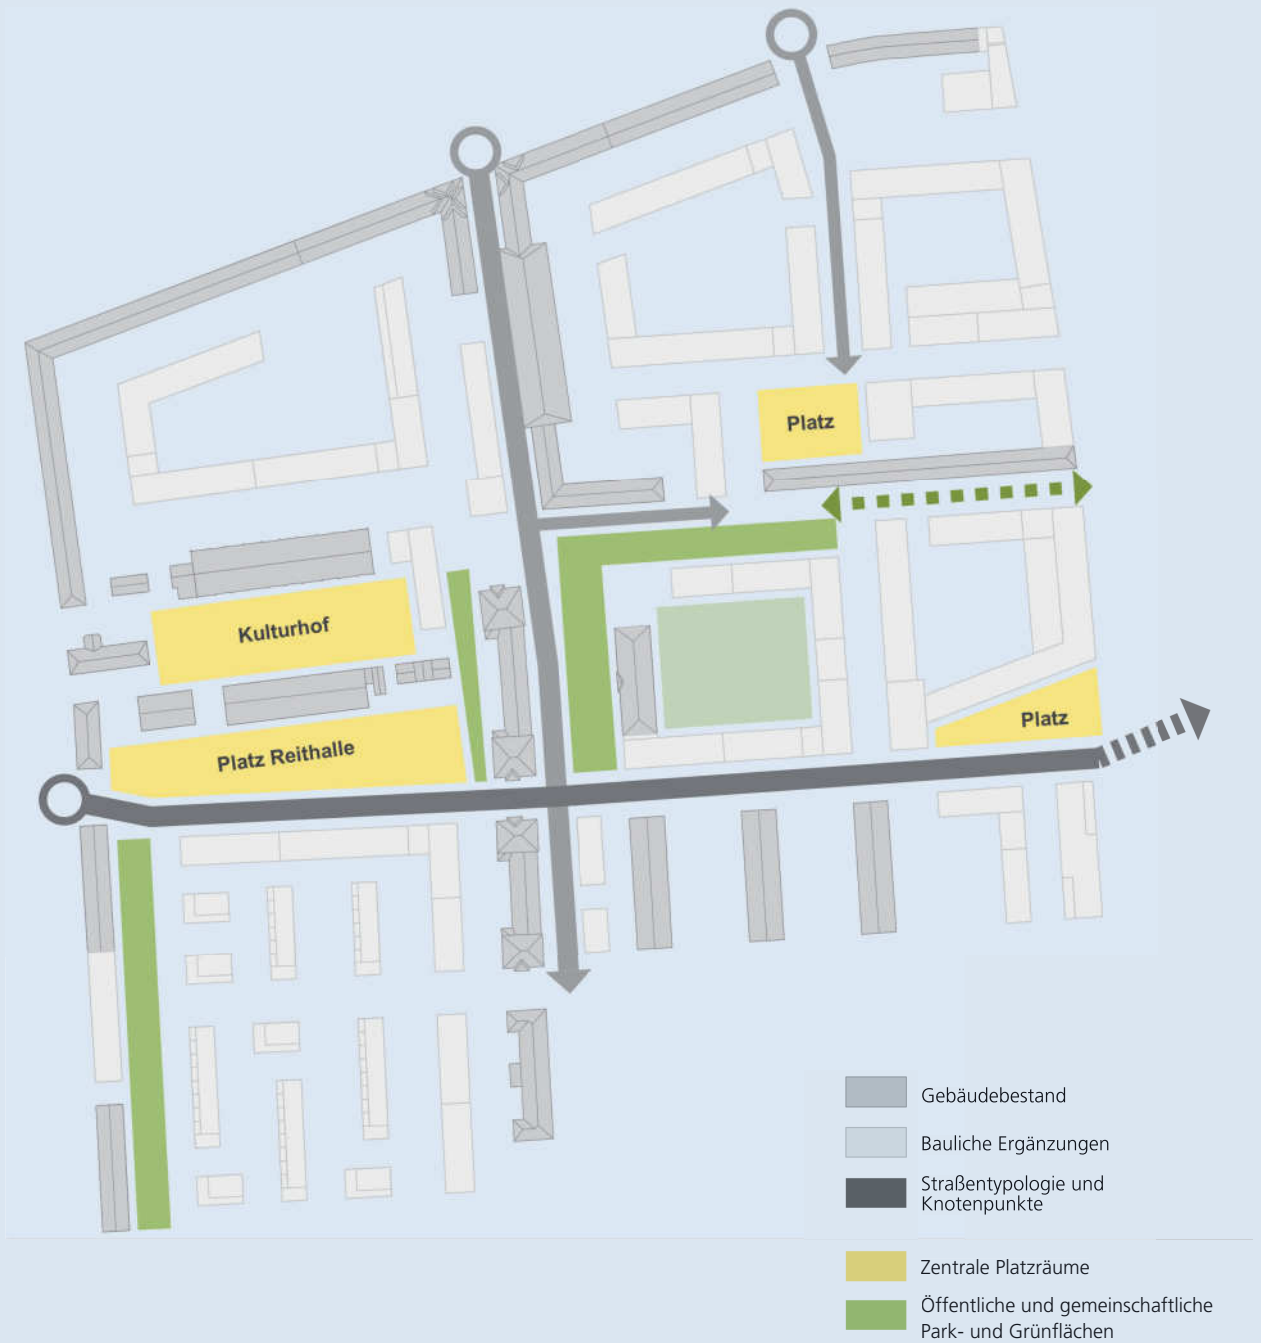 Platz
Kulturhof
Platz Reithalle
Platz
Gebäudebestand
Bauliche Ergänzungen
Straßentypologie und
Knotenpunkte
Zentrale Platzräume
Öffentliche und gemeinschaftliche
Park- und Grünflächen